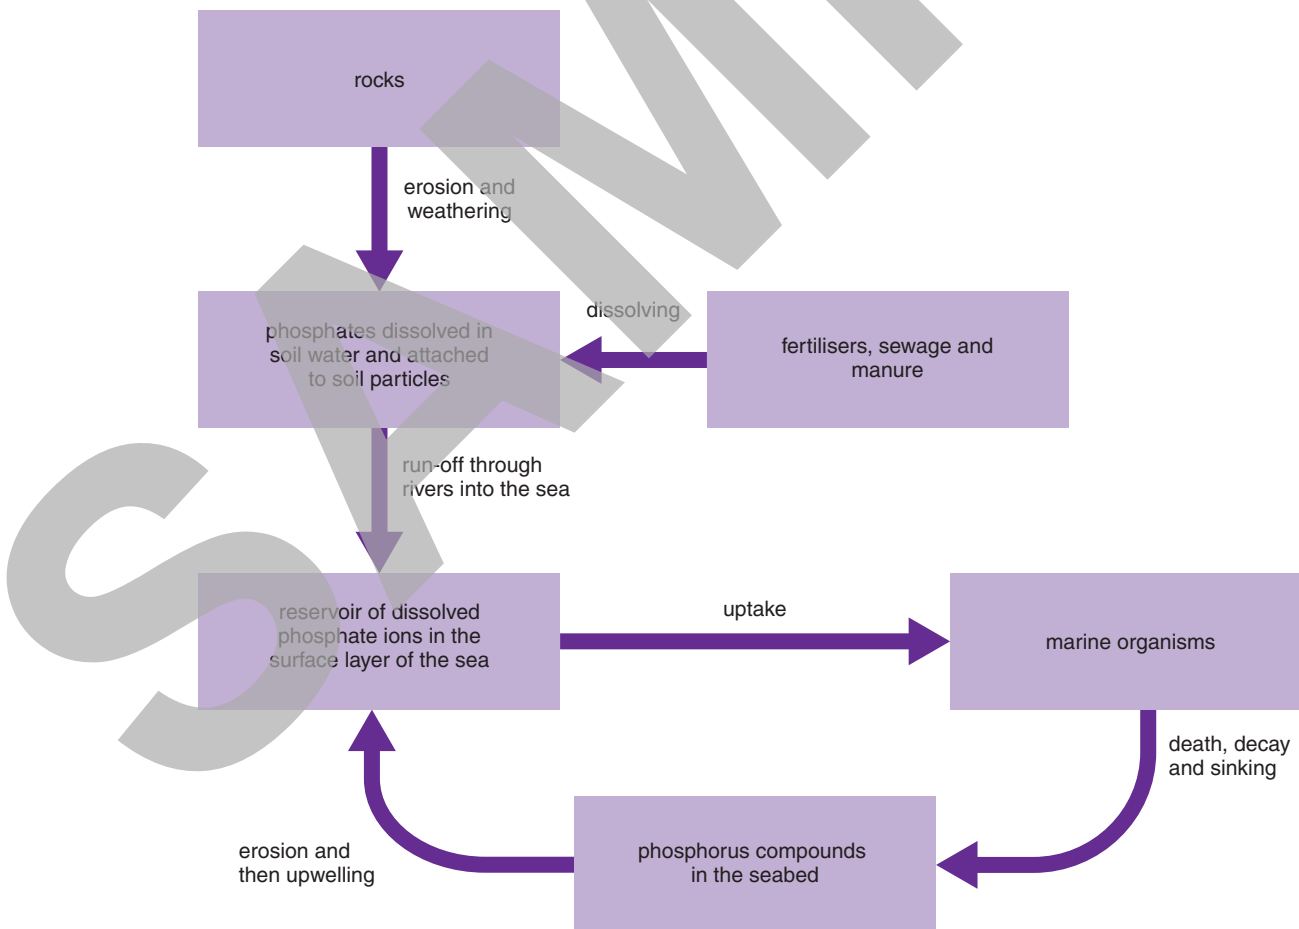 rocks
erosion and
weathering
phosphates dissolved in
soil water and attached
to soil particles
dissolving
fertilisers, sewage and
manure
run-off through
rivers into the sea
reservoir of dissolved
phosphate ions in the
surface layer of the sea
uptake
marine organisms
death, decay
and sinking
phosphorus compounds
in the seabed
erosion and
then upwelling
SAM